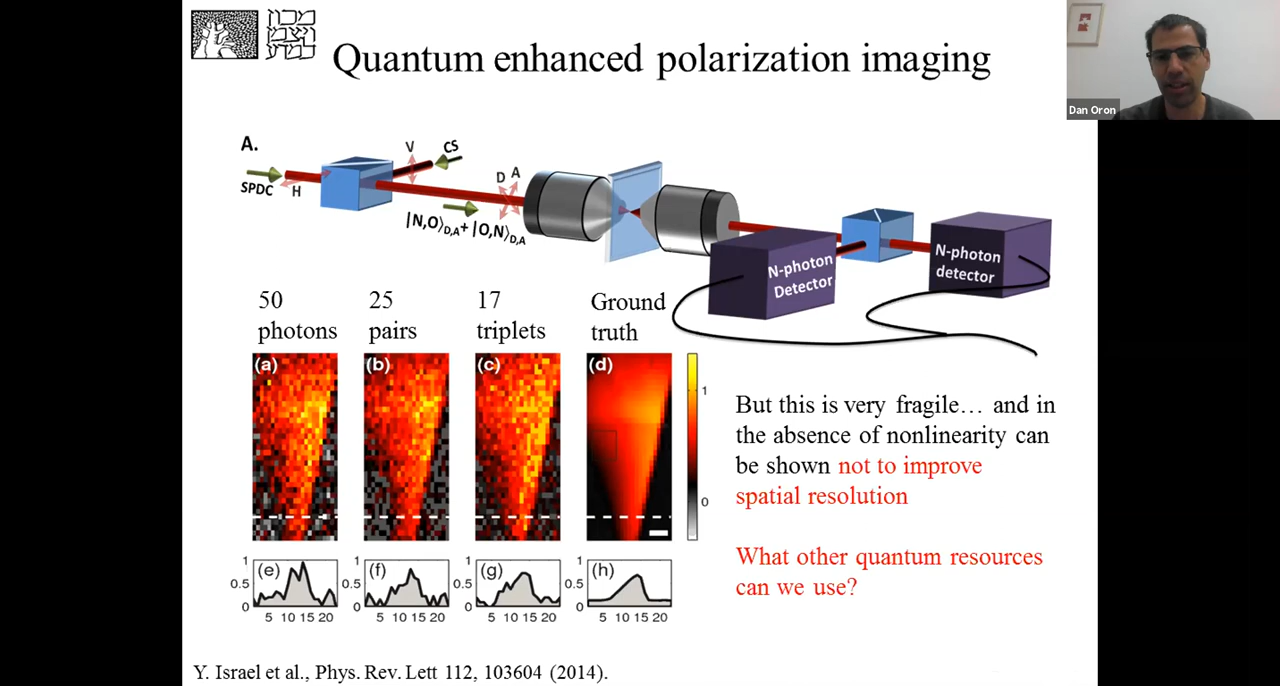 מכון
ויצמן
למדע
Quantum enhanced polarization imaging
Dan Oron
A.
V
CS
SPDC
H
D A
|N,O⟩D,A+|O,N⟩D,A
N-photon
Detector
N-photon
detector
50
photons
25
pairs
17
triplets
Ground
truth
(a)
(b)
(c)
(d)
1
0
But this is very fragile… and in
the absence of nonlinearity can
be shown not to improve
spatial resolution
What other quantum resources
can we use?
(e)
(f)
(g)
(h)
1
0.5
0
5 10 15 20
1
0.5
0
5 10 15 20
1
0.5
0
5 10 15 20
1
0.5
0
5 10 15 20
Y. Israel et al., Phys. Rev. Lett 112, 103604 (2014).